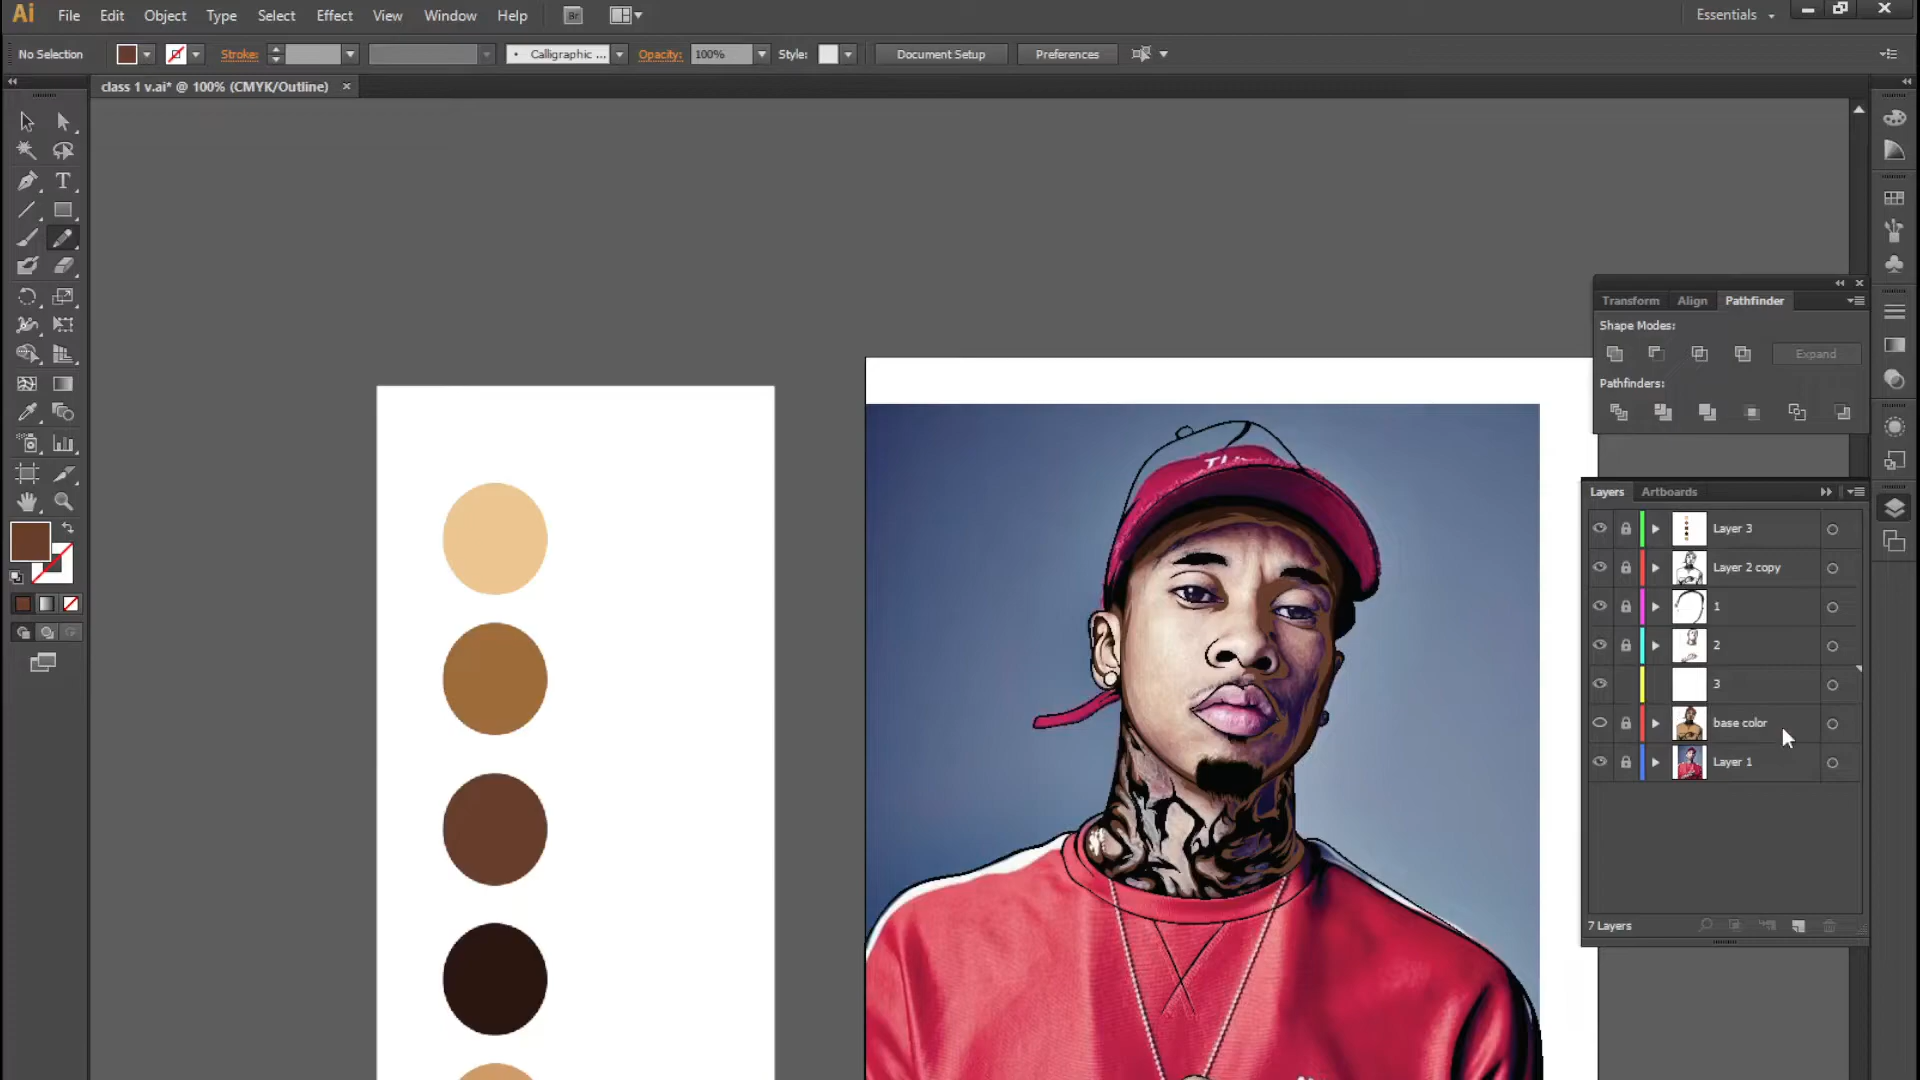 Ai File Edit Object Type Select Effect View Window Help Br Essentials
No Selection Stroke: Calligraphic ... Opacity: 100% Style: Document Setup Preferences
class 1 v.ai* @ 100% (CMYK/Outline)
Transform Align Pathfinder
Shape Modes:
Expand
Pathfinders:
Layers Artboards
Layer 3
Layer 2 copy
1
2
3
base color
Layer 1
7 Layers